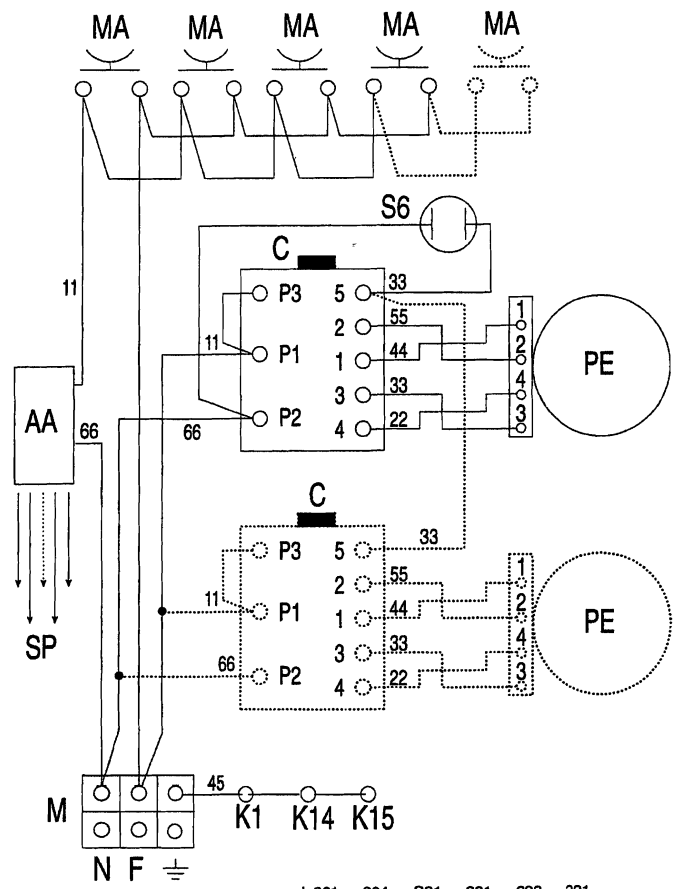 MA MA MA MA MA
S6
C
11
P3 5 33
2 55 1
11 P1 1 44 2
PE
3 33 4
AA
66 66 P2 4 22 3
C
P3 5 33
2 55 1
11 P1 1 44 2
PE
SP
3 33 4
66 P2 4 22 3
45
M
K1 K14 K15
N F